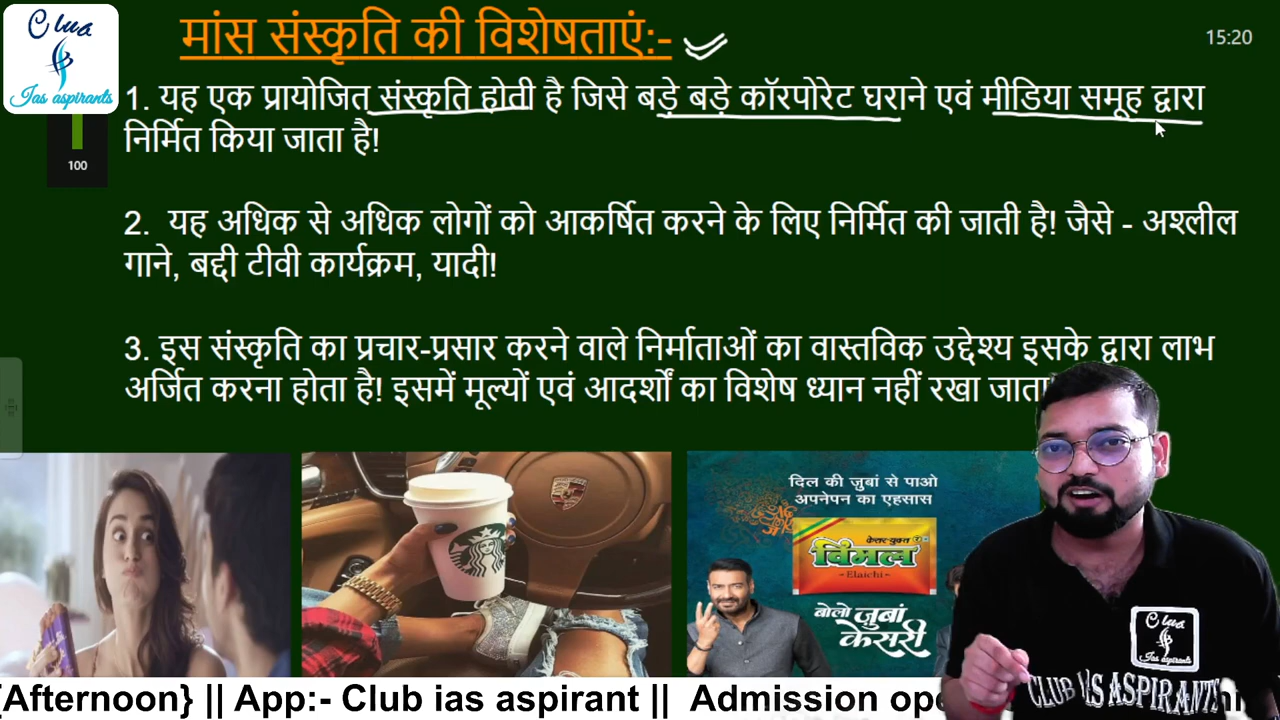 Club
Ias aspirants
मांस संस्कृति की विशेषताएं:-
15:20
100
1. यह एक प्रायोजित संस्कृति होती है जिसे बड़े बड़े कॉरपोरेट घराने एवं मीडिया समूह द्वारा
निर्मित किया जाता है!
2. यह अधिक से अधिक लोगों को आकर्षित करने के लिए निर्मित की जाती है! जैसे - अश्लील
गाने, बद्दी टीवी कार्यक्रम, यादी!
3. इस संस्कृति का प्रचार-प्रसार करने वाले निर्माताओं का वास्तविक उद्देश्य इसके द्वारा लाभ
अर्जित करना होता है! इसमें मूल्यों एवं आदर्शों का विशेष ध्यान नहीं रखा जाता
दिल की ज़ुबां से पाओ
अपनेपन का एहसास
केसर-युक्त
विमल
-Elaichi-
बोलो ज़ुबां
केसरी
Club
Ias aspirants
CLUB IAS ASPIRANTS
{Afternoon} || App:- Club ias aspirant || Admission ope